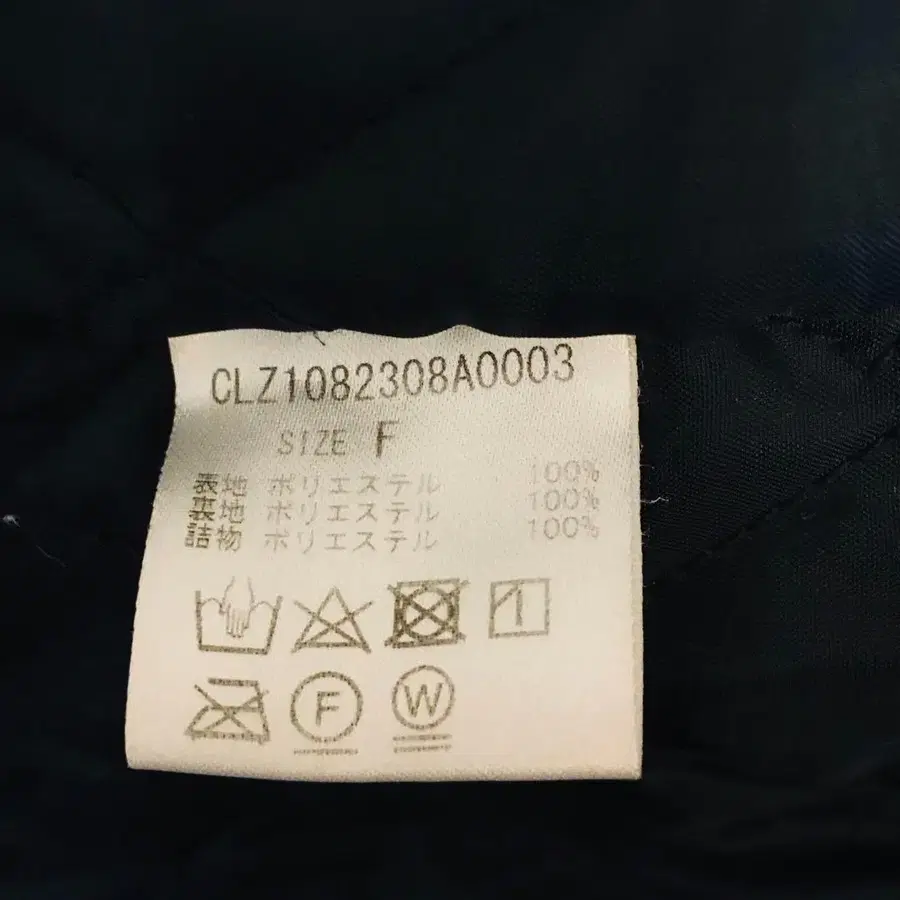 CLZ1082308A0003
SIZE F
表地 ポリエステル 100%
裏地 ポリエステル 100%
詰物 ポリエステル 100%
F W